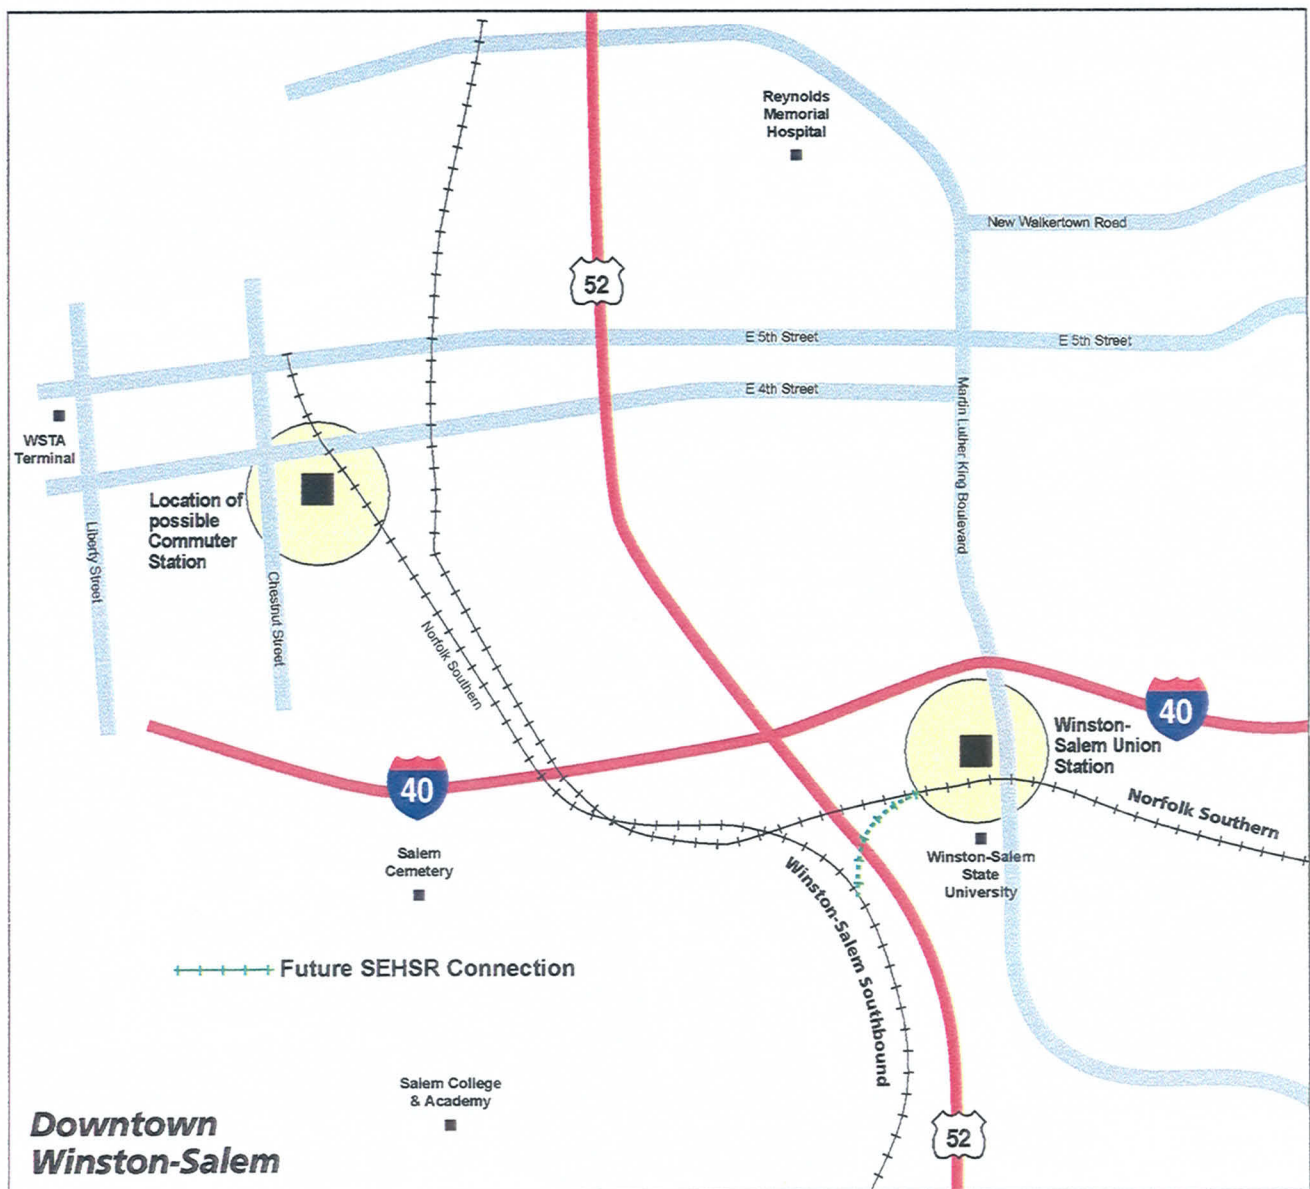 Reynolds
Memorial
Hospital
New Walkertown Road
52
E 5th Street
E 5th Street
E 4th Street
Martin Luther King Boulevard
WSTA
Terminal
Location of
possible
Commuter
Station
Liberty Street
Chestnut Street
Norfolk Southern
40
Winston-
Salem Union
Station
40
Norfolk Southern
Salem
Cemetery
Winston-Salem
State
University
Winston-Salem Southbound
Future SEHSR Connection
Salem College
& Academy
52
Downtown
Winston-Salem